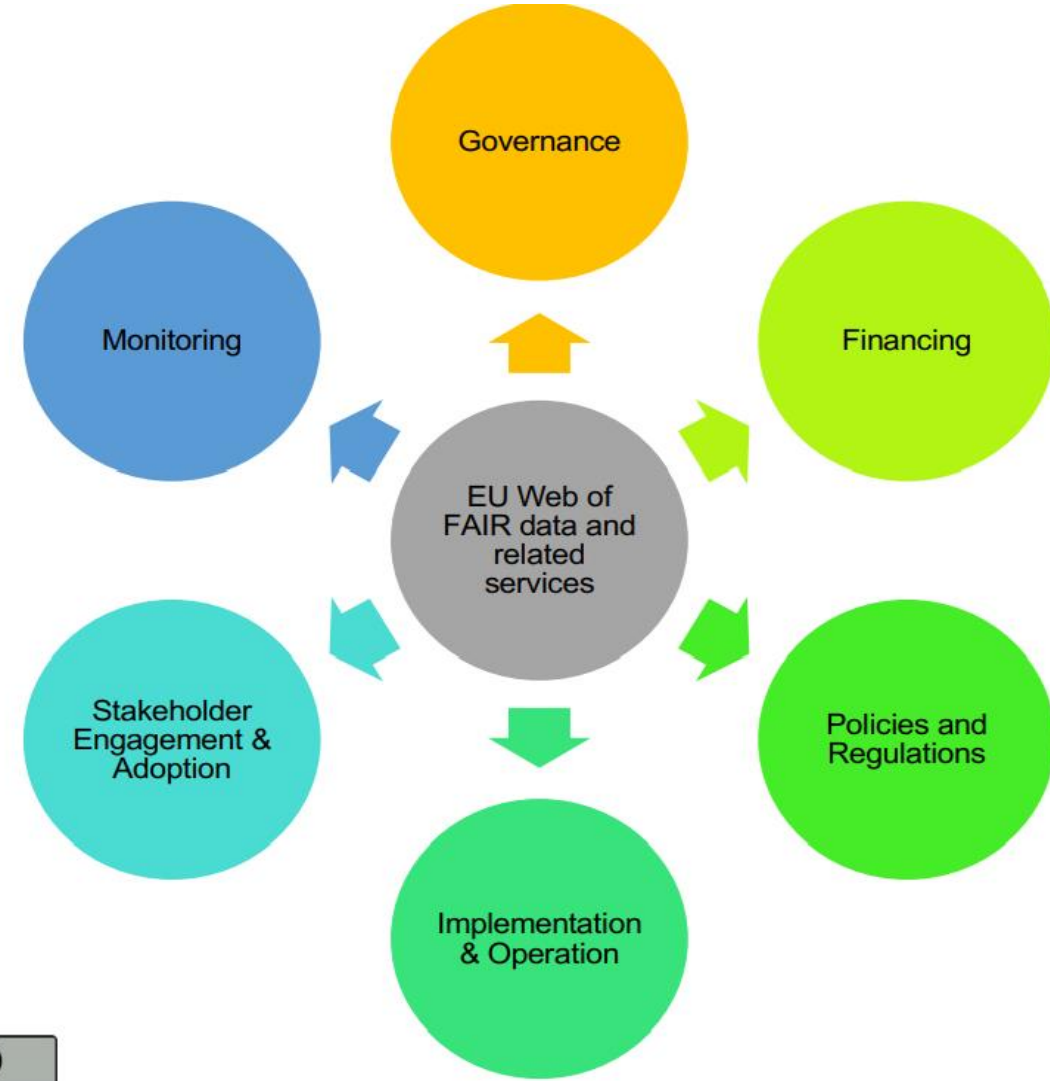 Governance
Monitoring
Financing
EU Web of
FAIR data and
related
services
Stakeholder
Engagement &
Adoption
Policies and
Regulations
Implementation
& Operation